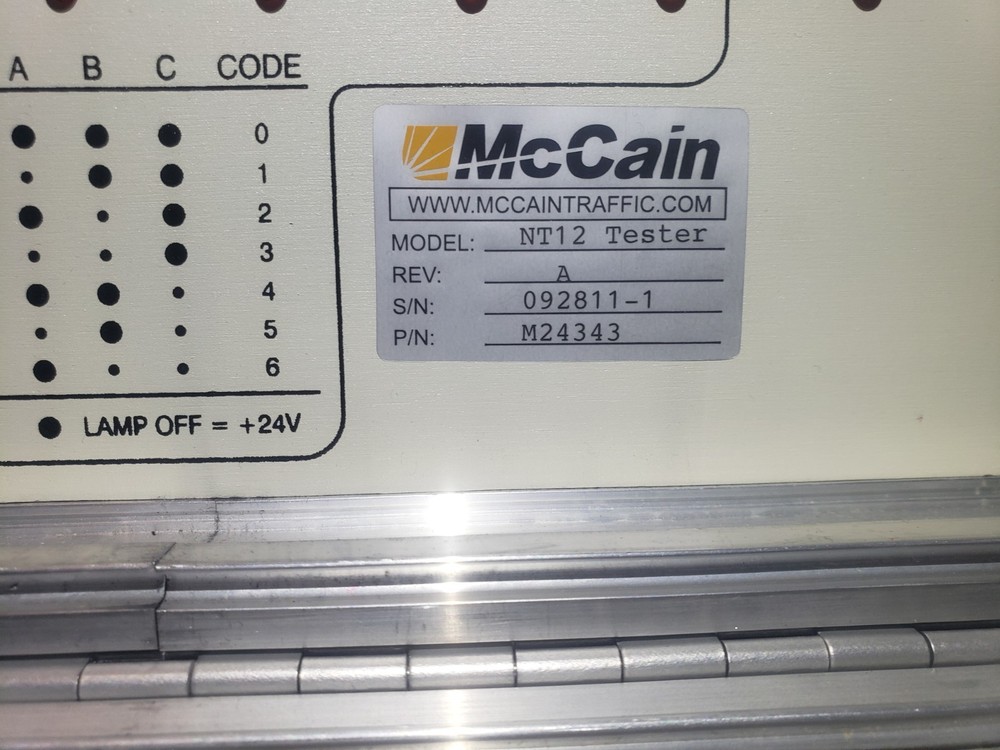 A B C CODE
0
1
2
3
4
5
6
LAMP OFF = +24V
McCain
WWW.MCCAINTRAFFIC.COM
MODEL: NT12 Tester
REV: A
S/N: 092811-1
P/N: M24343